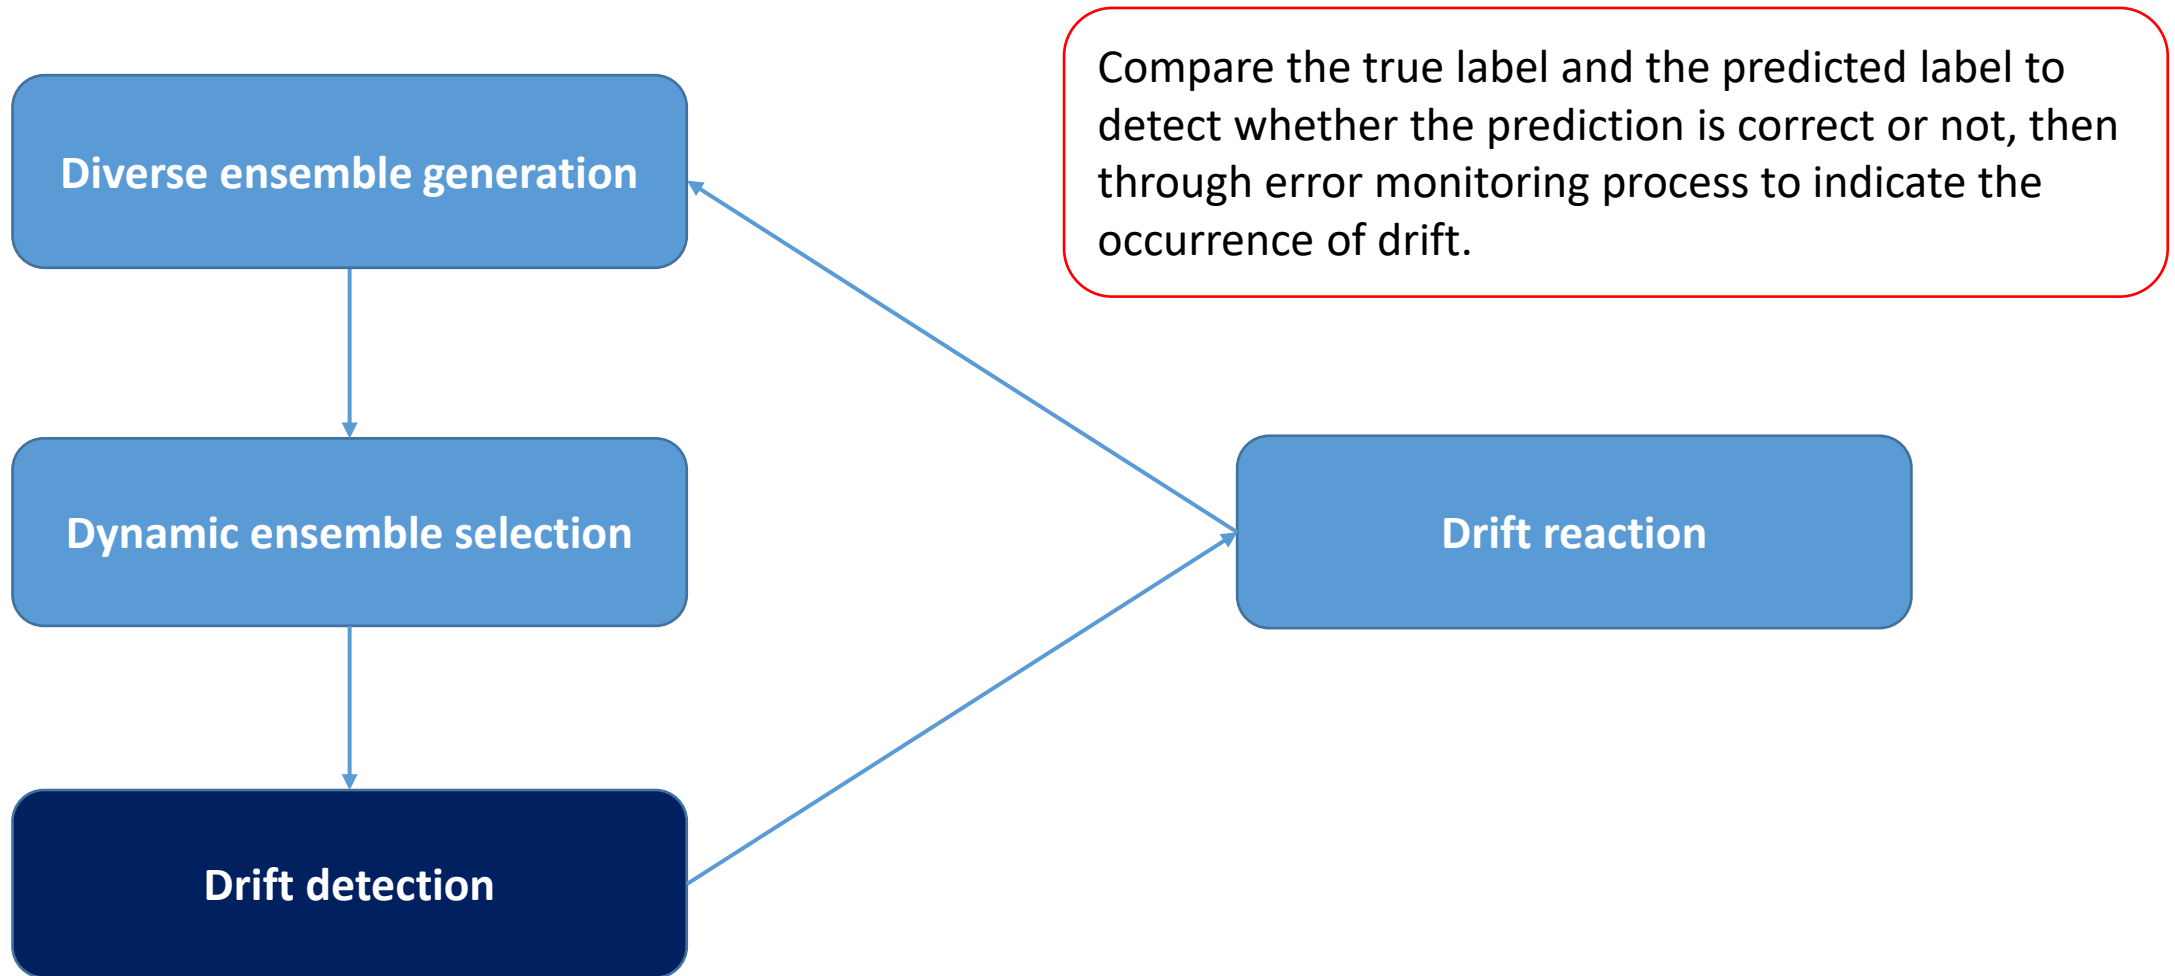 Compare the true label and the predicted label to
detect whether the prediction is correct or not, then
through error monitoring process to indicate the
occurrence of drift.
Diverse ensemble generation
Dynamic ensemble selection
Drift reaction
Drift detection